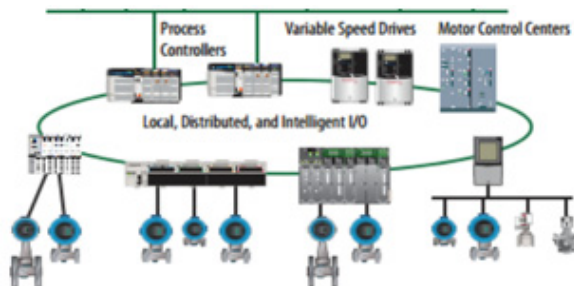 Process
Controllers
Variable Speed Drives
Motor Control Centers
Local, Distributed, and Intelligent I/O